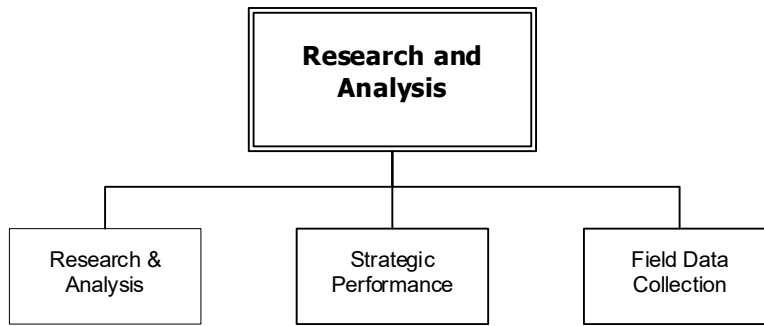 Research and
Analysis
Research &
Analysis
Strategic
Performance
Field Data
Collection